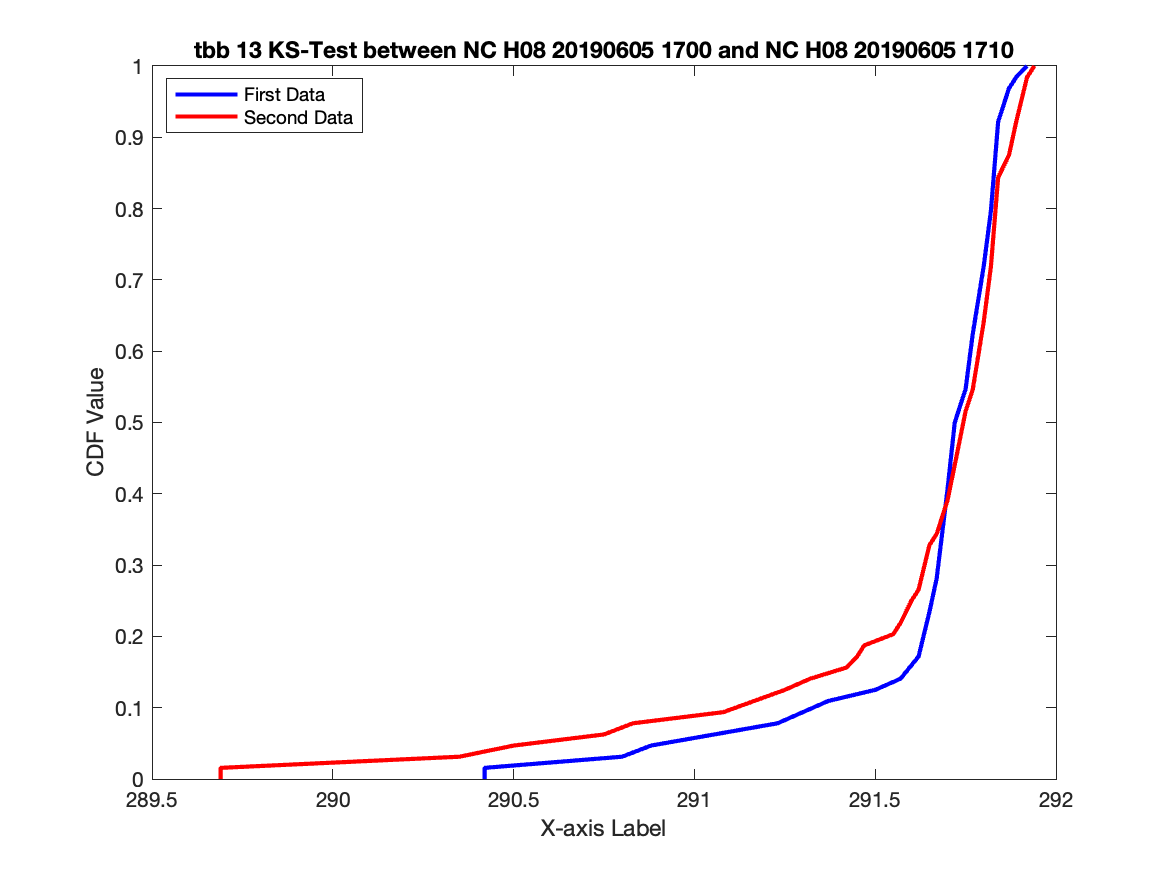 tbb 13 KS-Test between NC H08 20190605 1700 and NC H08 20190605 1710
First Data
Second Data
1
0.9
0.8
0.7
0.6
0.5
0.4
0.3
0.2
0.1
0
CDF Value
289.5 290 290.5 291 291.5 292
X-axis Label